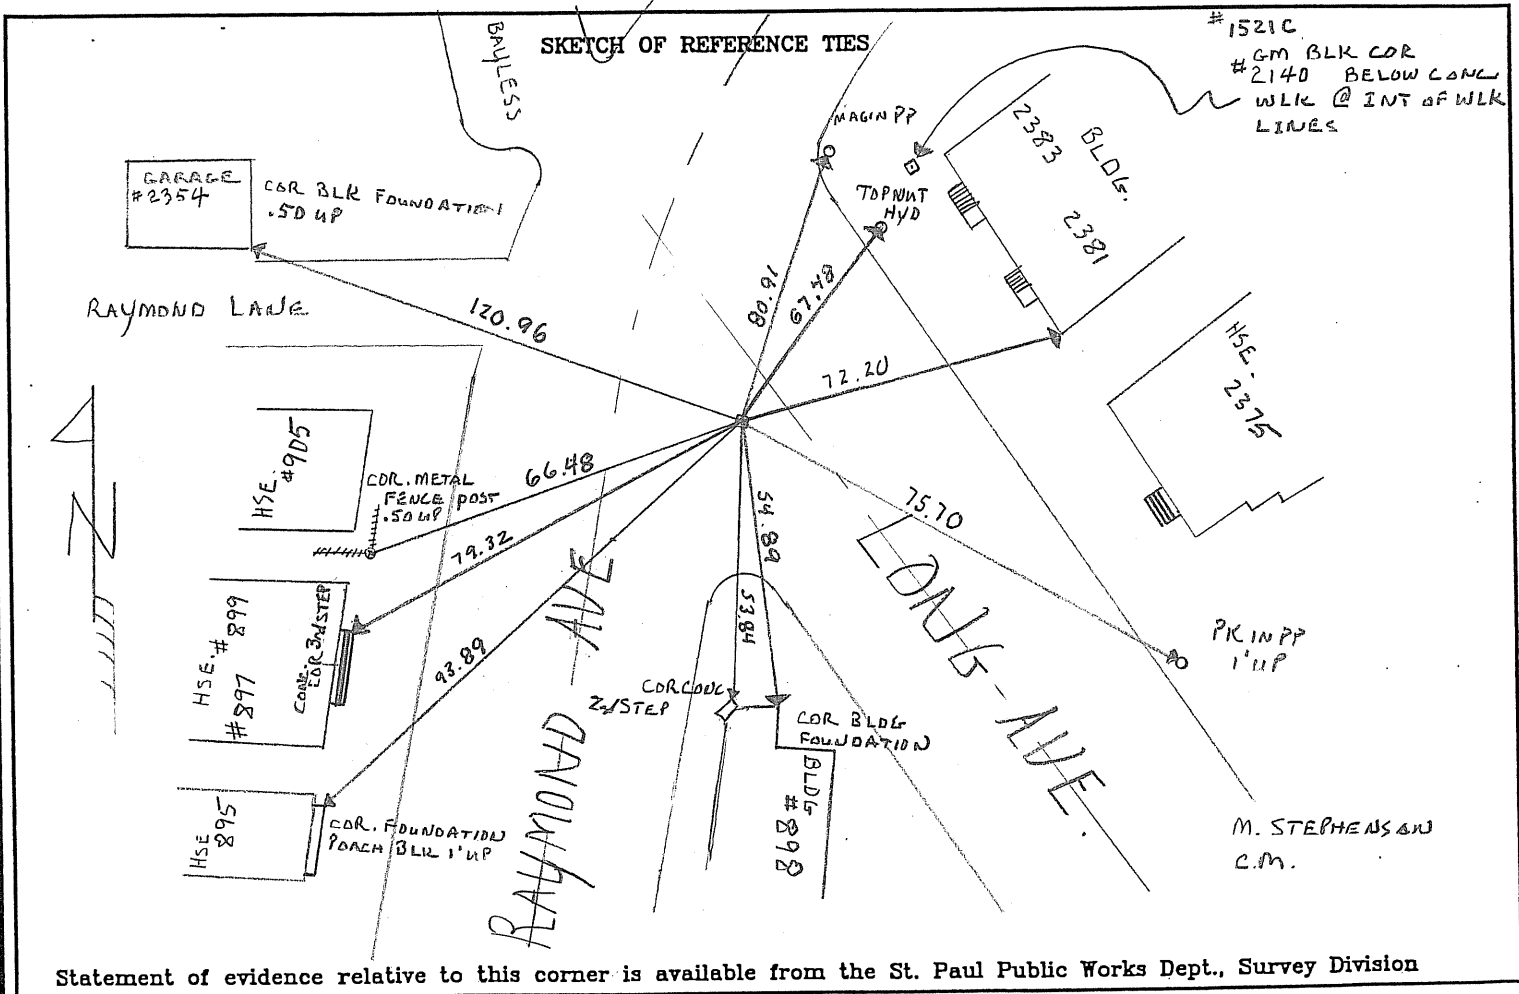 SKETCH OF REFERENCE TIES
BAYLESS
#1521C
GM BLK COR
#2140 BELOW CONC
WLK @ INT OF WLK
LINES
MAG IN PP
TOP NUT
HYD
2383
BLDG.
2381
GARAGE
#2354
COR BLK FOUNDATION
.50 UP
RAYMOND LANE
120.96
80.91
67.48
72.20
HSE.
2375
HSE.
#905
COR. METAL
FENCE POST
.50 UP
66.48
79.32
93.89
54.89
53.84
75.70
N
HSE. # 899
#897
CONC.
COR 3rd STEP
RAYMOND AVE
LONG - AVE.
COR CONC
2nd STEP
COR BLDG
FOUNDATION
BLDG
#898
PK IN PP
1' UP
HSE
895
COR. FOUNDATION
PORCH BLK 1' UP
M. STEPHENSON
C.M.
Statement of evidence relative to this corner is available from the St. Paul Public Works Dept., Survey Division